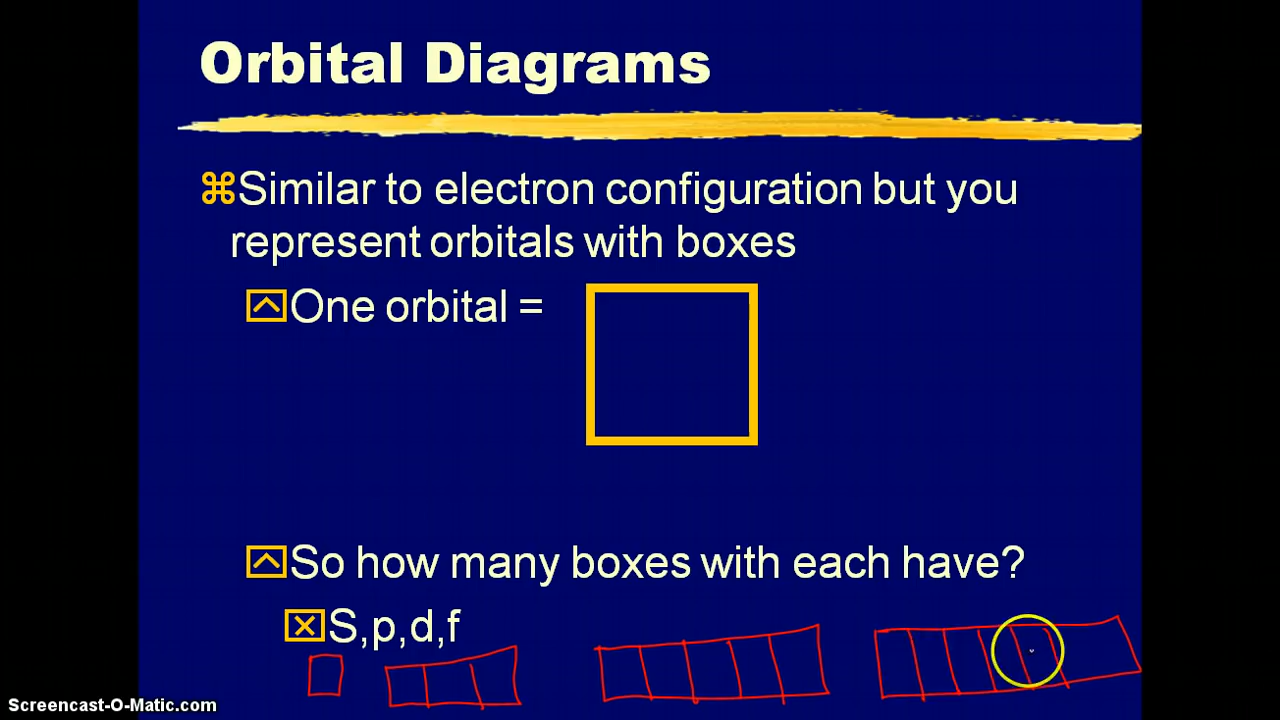 Orbital Diagrams
Similar to electron configuration but you
represent orbitals with boxes
One orbital =
So how many boxes with each have?
S,p,d,f
Screencast-O-Matic.com